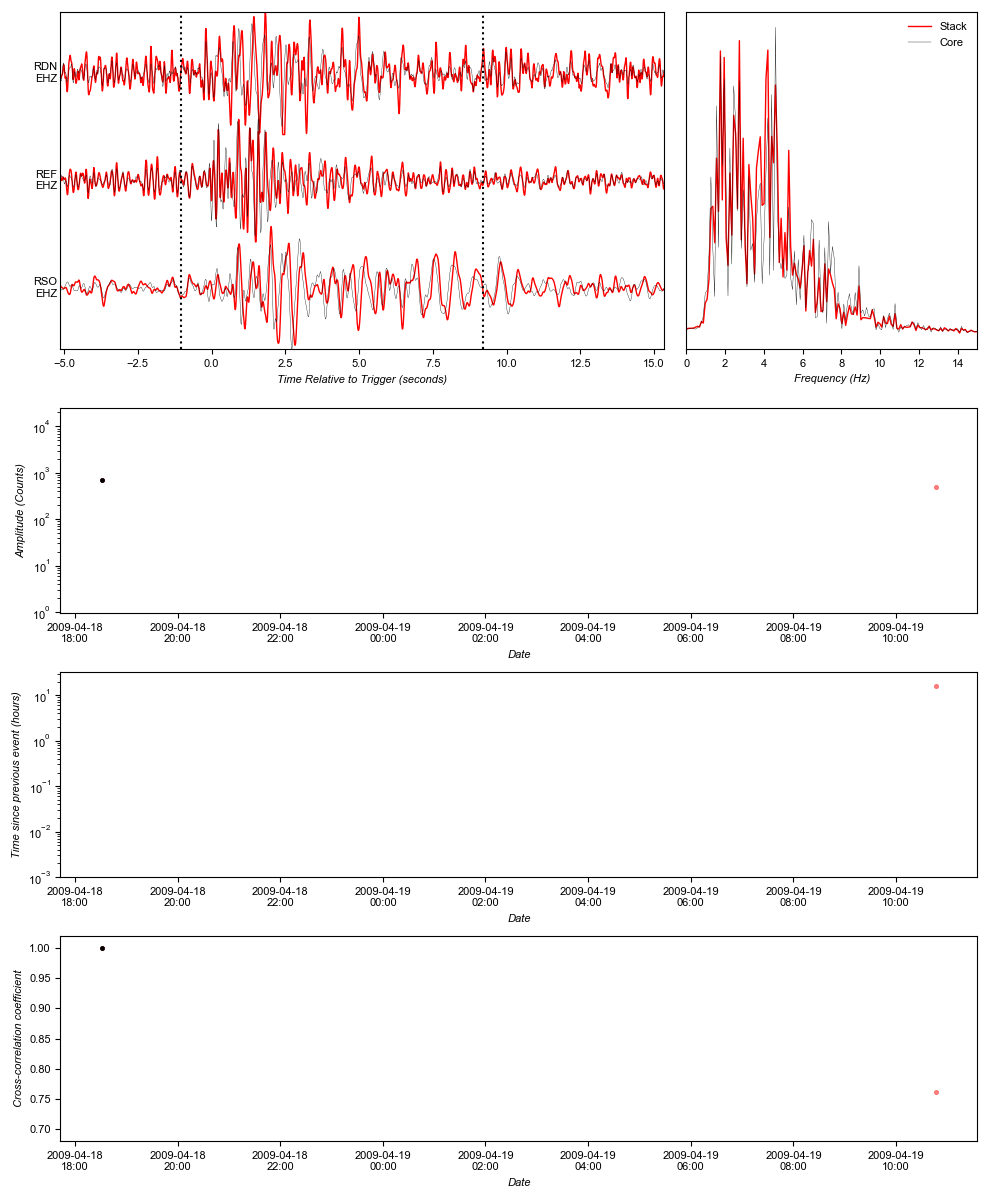 RDN
EHZ
REF
EHZ
RSO
EHZ
−5.0 −2.5 0.0 2.5 5.0 7.5 10.0 12.5 15.0
Time Relative to Trigger (seconds)
Stack
Core
0 2 4 6 8 10 12 14
Frequency (Hz)
Amplitude (Counts)
10⁴
10³
10²
10¹
10⁰
2009-04-18 2009-04-18 2009-04-18 2009-04-19 2009-04-19 2009-04-19 2009-04-19 2009-04-19 2009-04-19
18:00 20:00 22:00 00:00 02:00 04:00 06:00 08:00 10:00
Date
Time since previous event (hours)
10¹
10⁰
10⁻¹
10⁻²
10⁻³
2009-04-18 2009-04-18 2009-04-18 2009-04-19 2009-04-19 2009-04-19 2009-04-19 2009-04-19 2009-04-19
18:00 20:00 22:00 00:00 02:00 04:00 06:00 08:00 10:00
Date
Cross-correlation coefficient
1.00
0.95
0.90
0.85
0.80
0.75
0.70
2009-04-18 2009-04-18 2009-04-18 2009-04-19 2009-04-19 2009-04-19 2009-04-19 2009-04-19 2009-04-19
18:00 20:00 22:00 00:00 02:00 04:00 06:00 08:00 10:00
Date